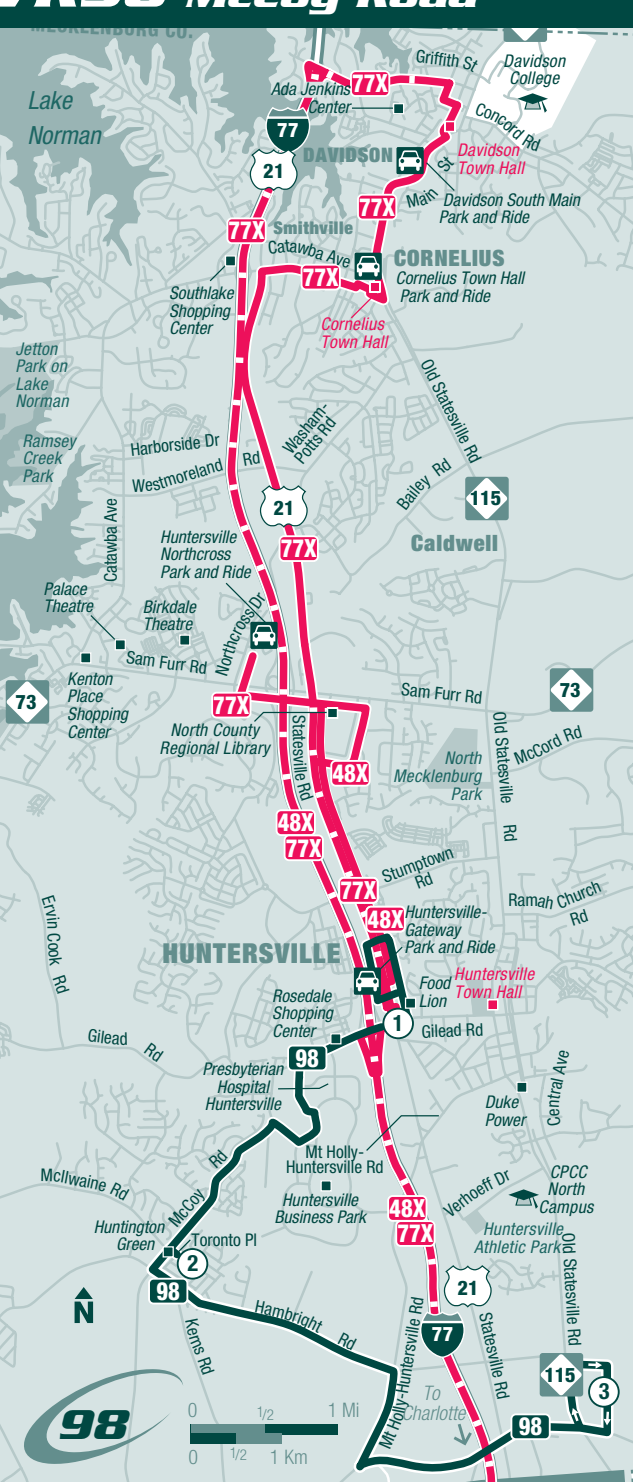 McCoy Road
MECKLENBURG CO.
Griffith St
Davidson
College
Lake
Norman
Ada Jenkins
Center
77X
Concord Rd
77
DAVIDSON
Davidson
Town Hall
21
Main St
Davidson South Main
Park and Ride
77X
77X
Smithville
Catawba Ave
CORNELIUS
77X
Cornelius Town Hall
Park and Ride
Southlake
Shopping
Center
Cornelius
Town Hall
Jetton
Park on
Lake
Norman
Old Statesville Rd
Washam-
Potts Rd
Ramsey
Creek
Park
Harborside Dr
Westmoreland Rd
Bailey Rd
115
Catawba Ave
21
Caldwell
Huntersville
Northcross
Park and Ride
77X
Palace
Theatre
Birkdale
Theatre
Northcross Dr
Sam Furr Rd
Kenton
Place
Shopping
Center
73
77X
Sam Furr Rd
73
North County
Regional Library
Statesville Rd
Old Statesville Rd
McCord Rd
North
Mecklenburg
Park
48X
48X
77X
Stumptown
Rd
77X
Ervin Cook Rd
Ramah Church
Rd
48X
Huntersville-
Gateway
Park and Ride
HUNTERSVILLE
Food
Lion
Huntersville
Town Hall
Rosedale
Shopping
Center
1
Gilead Rd
Gilead Rd
98
Presbyterian
Hospital
Huntersville
Duke
Power
Central Ave
Mt Holly-
Huntersville Rd
McIlwaine Rd
McCoy Rd
Huntersville
Business Park
Verhoeff Dr
CPCC
North
Campus
48X
77X
Huntersville
Athletic Park
Old Statesville Rd
Huntington
Green
Toronto Pl
2
98
21
N
Hambright Rd
Kerns Rd
Mt Holly-Huntersville Rd
77
Statesville Rd
115
3
98
0 1/2 1 Mi
0 1/2 1 Km
To
Charlotte
98